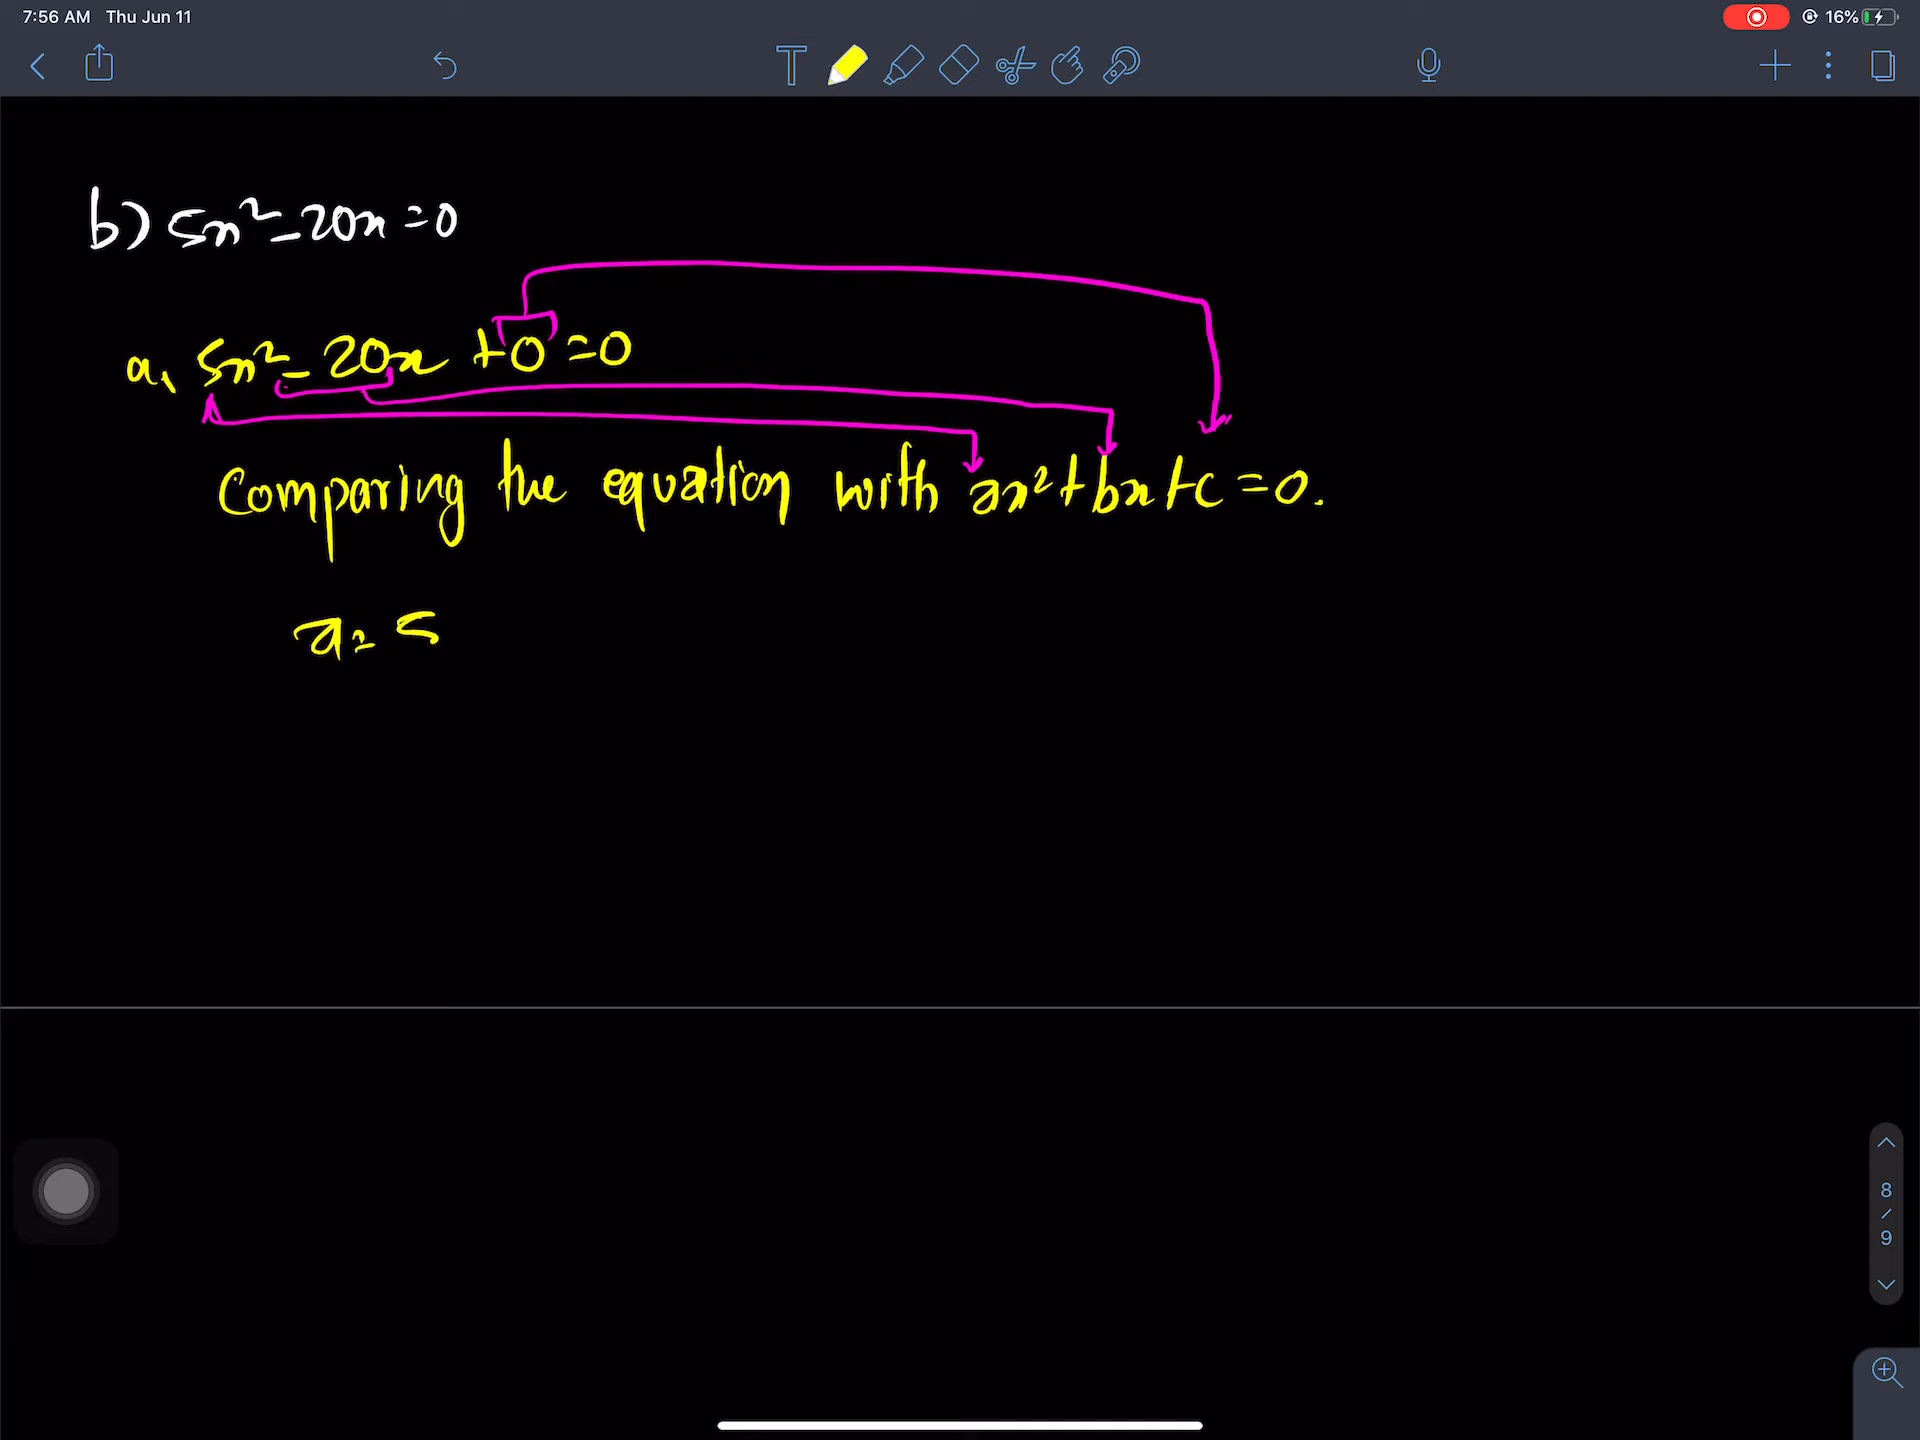 7:56 AM Thu Jun 11
16%
b) 5x² - 20x = 0
a, 5x² - 20x + 0 = 0
Comparing the equation with ax² + bx + c = 0.
a = 5
8
/
9